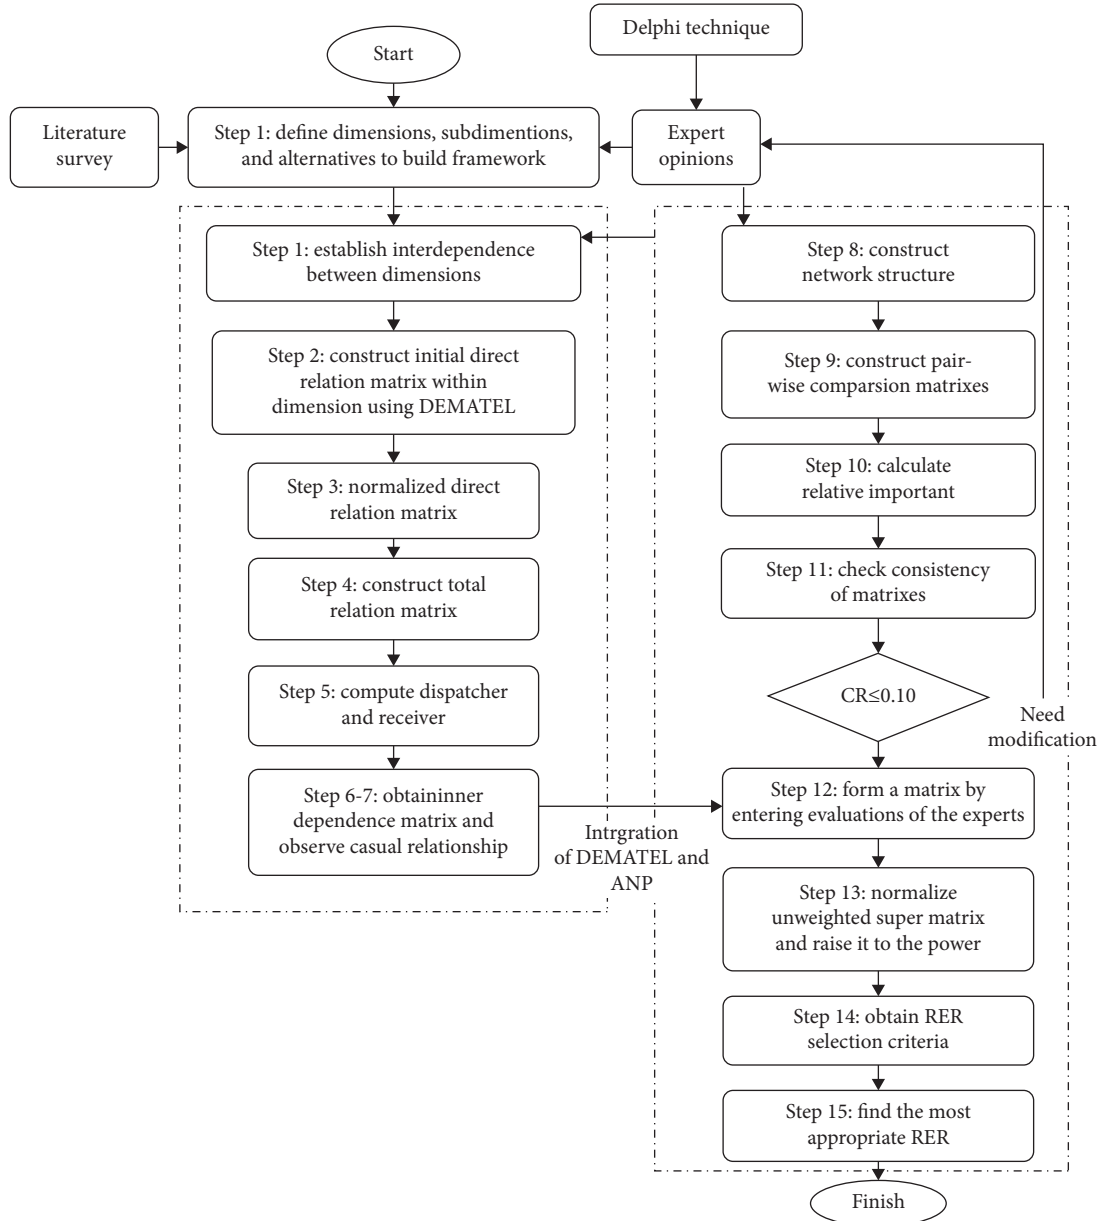 Delphi technique
Start
Literature
survey
Step 1: define dimensions, subdimentions,
and alternatives to build framework
Expert
opinions
Step 1: establish interdependence
between dimensions
Step 2: construct initial direct
relation matrix within
dimension using DEMATEL
Step 3: normalized direct
relation matrix
Step 4: construct total
relation matrix
Step 5: compute dispatcher
and receiver
Step 6-7: obtaininner
dependence matrix and
observe casual relationship
Intrgration
of DEMATEL and
ANP
Step 8: construct
network structure
Step 9: construct pair-
wise comparsion matrixes
Step 10: calculate
relative important
Step 11: check consistency
of matrixes
CR≤0.10
Need
modification
Step 12: form a matrix by
entering evaluations of the experts
Step 13: normalize
unweighted super matrix
and raise it to the power
Step 14: obtain RER
selection criteria
Step 15: find the most
appropriate RER
Finish